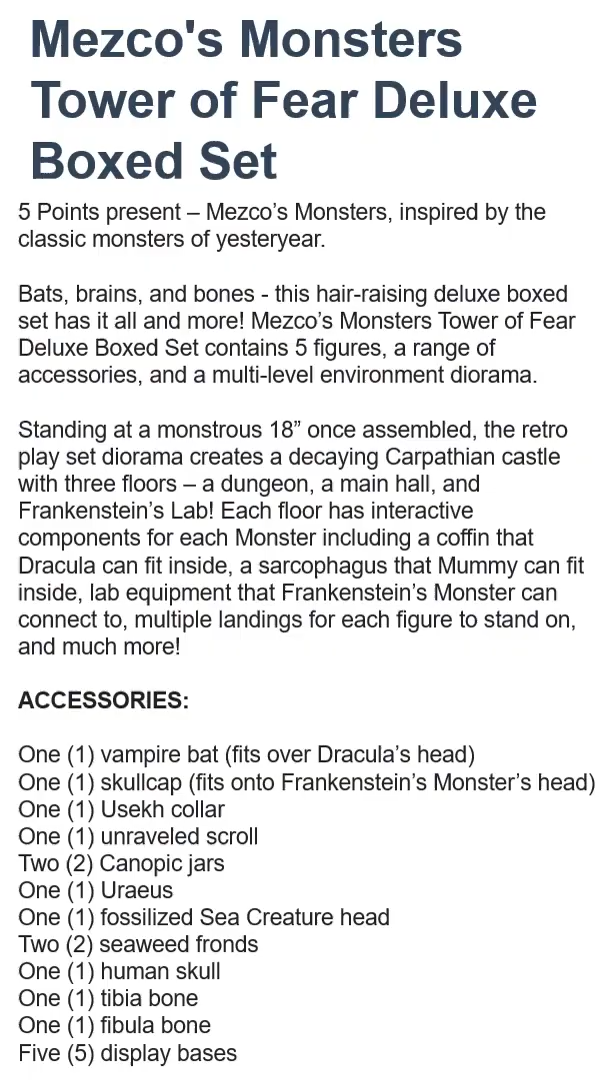 Mezco's Monsters
Tower of Fear Deluxe
Boxed Set
5 Points present – Mezco’s Monsters, inspired by the
classic monsters of yesteryear.
Bats, brains, and bones - this hair-raising deluxe boxed
set has it all and more! Mezco’s Monsters Tower of Fear
Deluxe Boxed Set contains 5 figures, a range of
accessories, and a multi-level environment diorama.
Standing at a monstrous 18” once assembled, the retro
play set diorama creates a decaying Carpathian castle
with three floors – a dungeon, a main hall, and
Frankenstein’s Lab! Each floor has interactive
components for each Monster including a coffin that
Dracula can fit inside, a sarcophagus that Mummy can fit
inside, lab equipment that Frankenstein’s Monster can
connect to, multiple landings for each figure to stand on,
and much more!
ACCESSORIES:
One (1) vampire bat (fits over Dracula’s head)
One (1) skullcap (fits onto Frankenstein’s Monster’s head)
One (1) Usekh collar
One (1) unraveled scroll
Two (2) Canopic jars
One (1) Uraeus
One (1) fossilized Sea Creature head
Two (2) seaweed fronds
One (1) human skull
One (1) tibia bone
One (1) fibula bone
Five (5) display bases